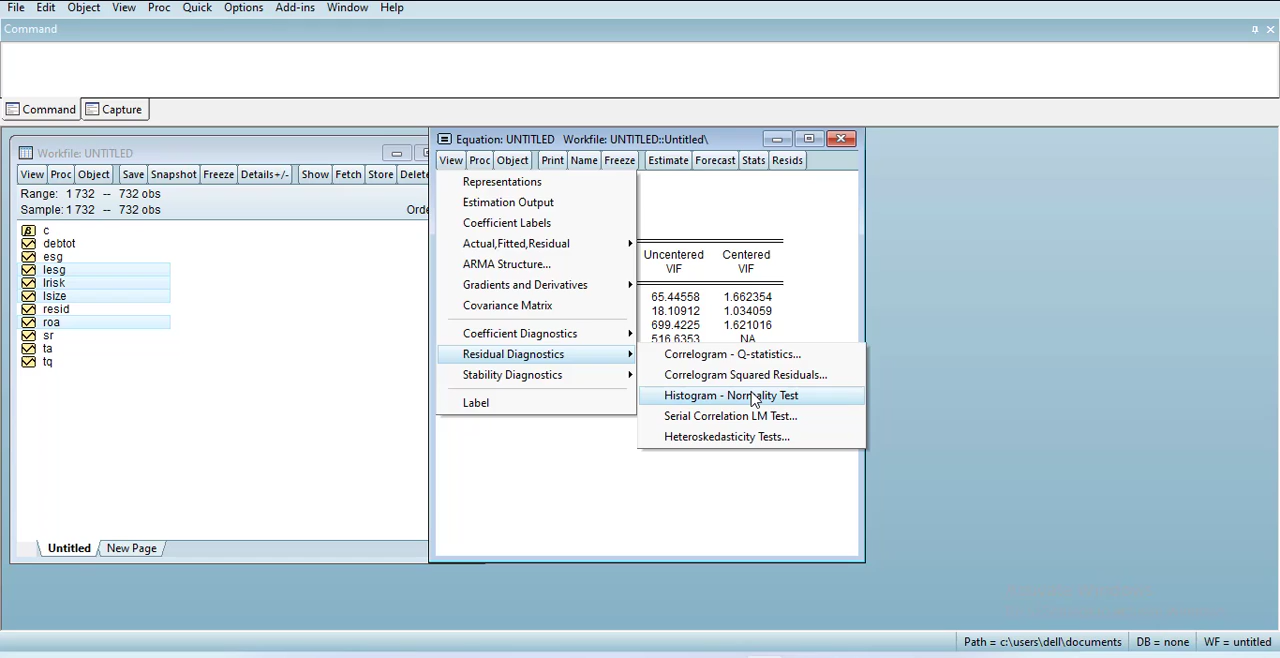 File Edit Object View Proc Quick Options Add-ins Window Help
Command
Command Capture
Workfile: UNTITLED
View Proc Object Save Snapshot Freeze Details+/- Show Fetch Store Delete
Range: 1 732 -- 732 obs
Sample: 1 732 -- 732 obs Orde
c
debtot
esg
lesg
lrisk
lsize
resid
roa
sr
ta
tq
Untitled New Page
Equation: UNTITLED Workfile: UNTITLED::Untitled\
View Proc Object Print Name Freeze Estimate Forecast Stats Resids
Representations
Estimation Output
Coefficient Labels
Actual,Fitted,Residual
ARMA Structure...
Gradients and Derivatives
Covariance Matrix
Coefficient Diagnostics
Residual Diagnostics
Stability Diagnostics
Label
Uncentered Centered
VIF VIF
65.44558 1.662354
18.10912 1.034059
699.4225 1.621016
516.6353 NA
Correlogram - Q-statistics...
Correlogram Squared Residuals...
Histogram - Normality Test
Serial Correlation LM Test...
Heteroskedasticity Tests...
Path = c:\users\dell\documents DB = none WF = untitled